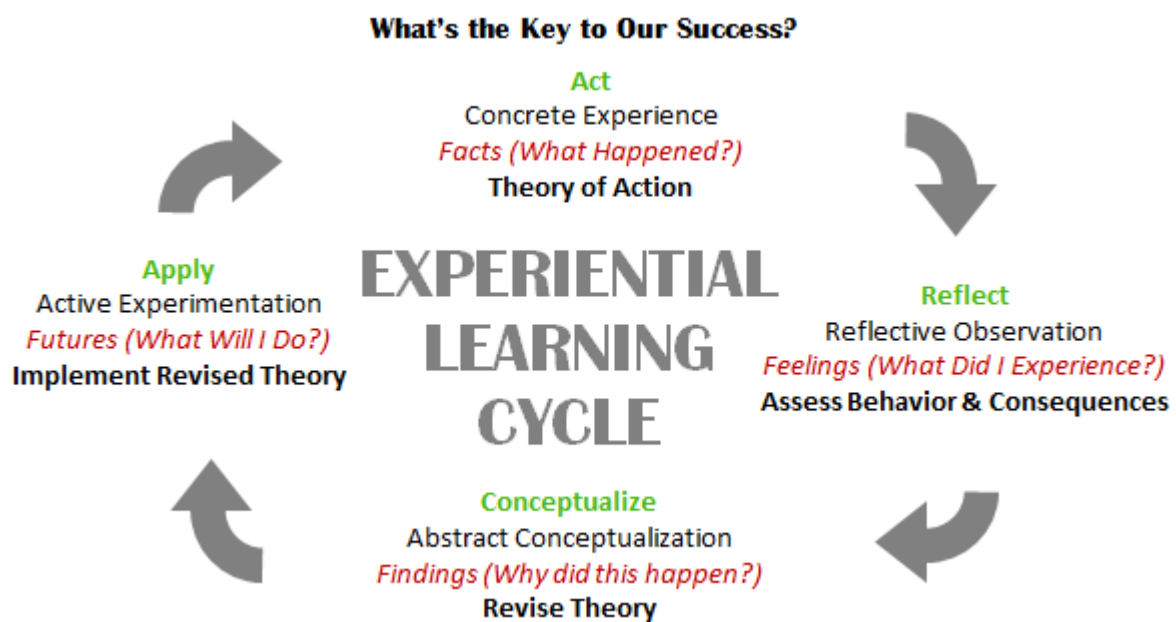 What's the Key to Our Success?
Act
Concrete Experience
Facts (What Happened?)
Theory of Action
Reflect
Reflective Observation
Feelings (What Did I Experience?)
Assess Behavior & Consequences
Conceptualize
Abstract Conceptualization
Findings (Why did this happen?)
Revise Theory
Apply
Active Experimentation
Futures (What Will I Do?)
Implement Revised Theory
EXPERIENTIAL
LEARNING
CYCLE